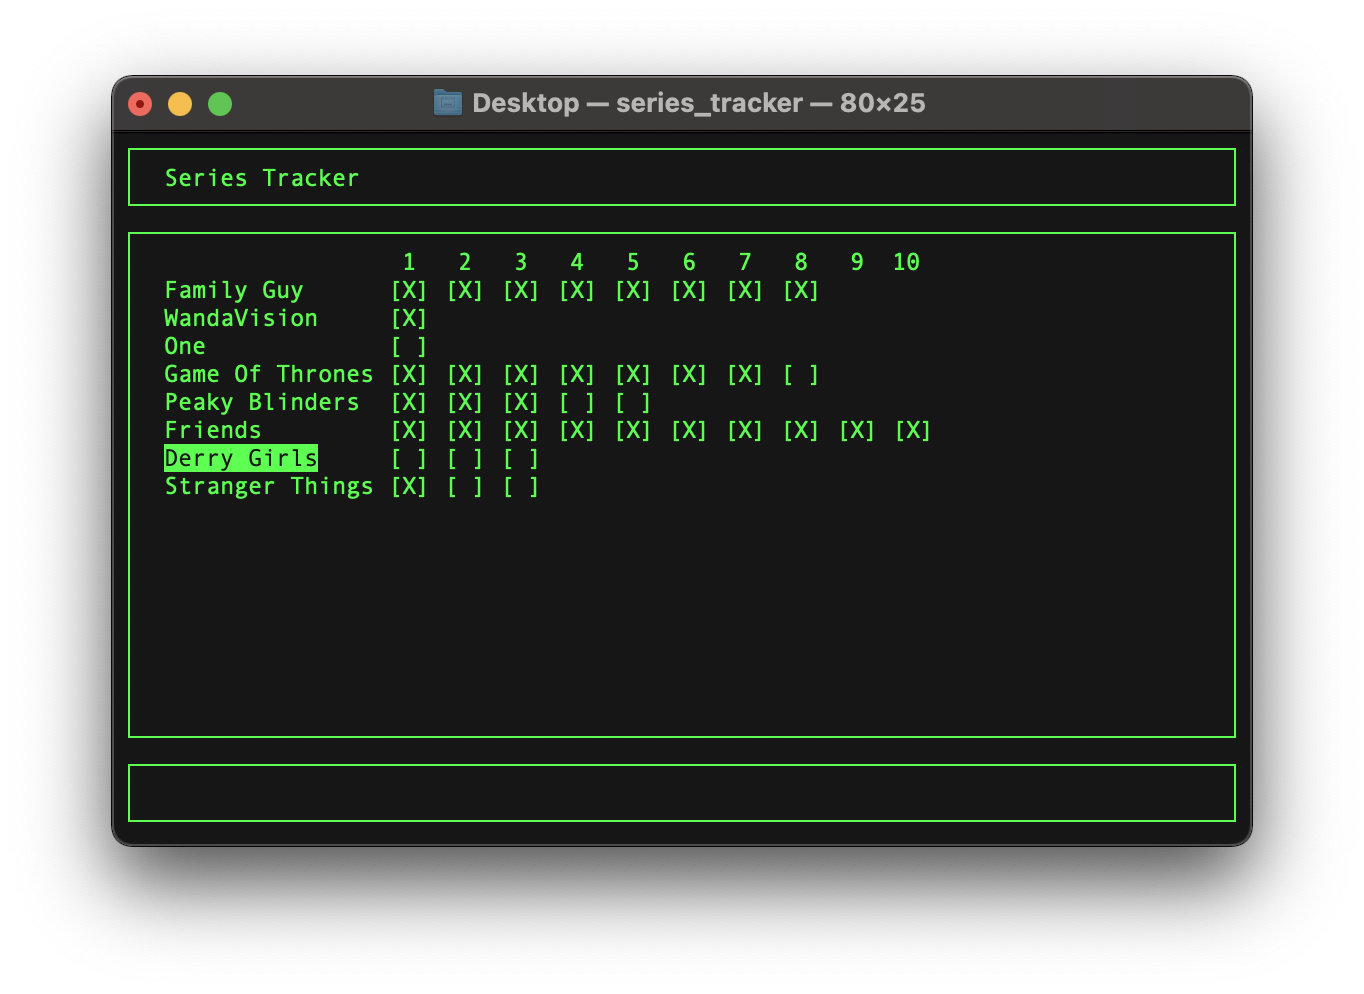 Desktop — series_tracker — 80×25
Series Tracker
1 2 3 4 5 6 7 8 9 10
Family Guy [X] [X] [X] [X] [X] [X] [X] [X]
WandaVision [X]
One [ ]
Game Of Thrones [X] [X] [X] [X] [X] [X] [X] [ ]
Peaky Blinders [X] [X] [X] [ ] [ ]
Friends [X] [X] [X] [X] [X] [X] [X] [X] [X] [X]
Derry Girls [ ] [ ] [ ]
Stranger Things [X] [ ] [ ]